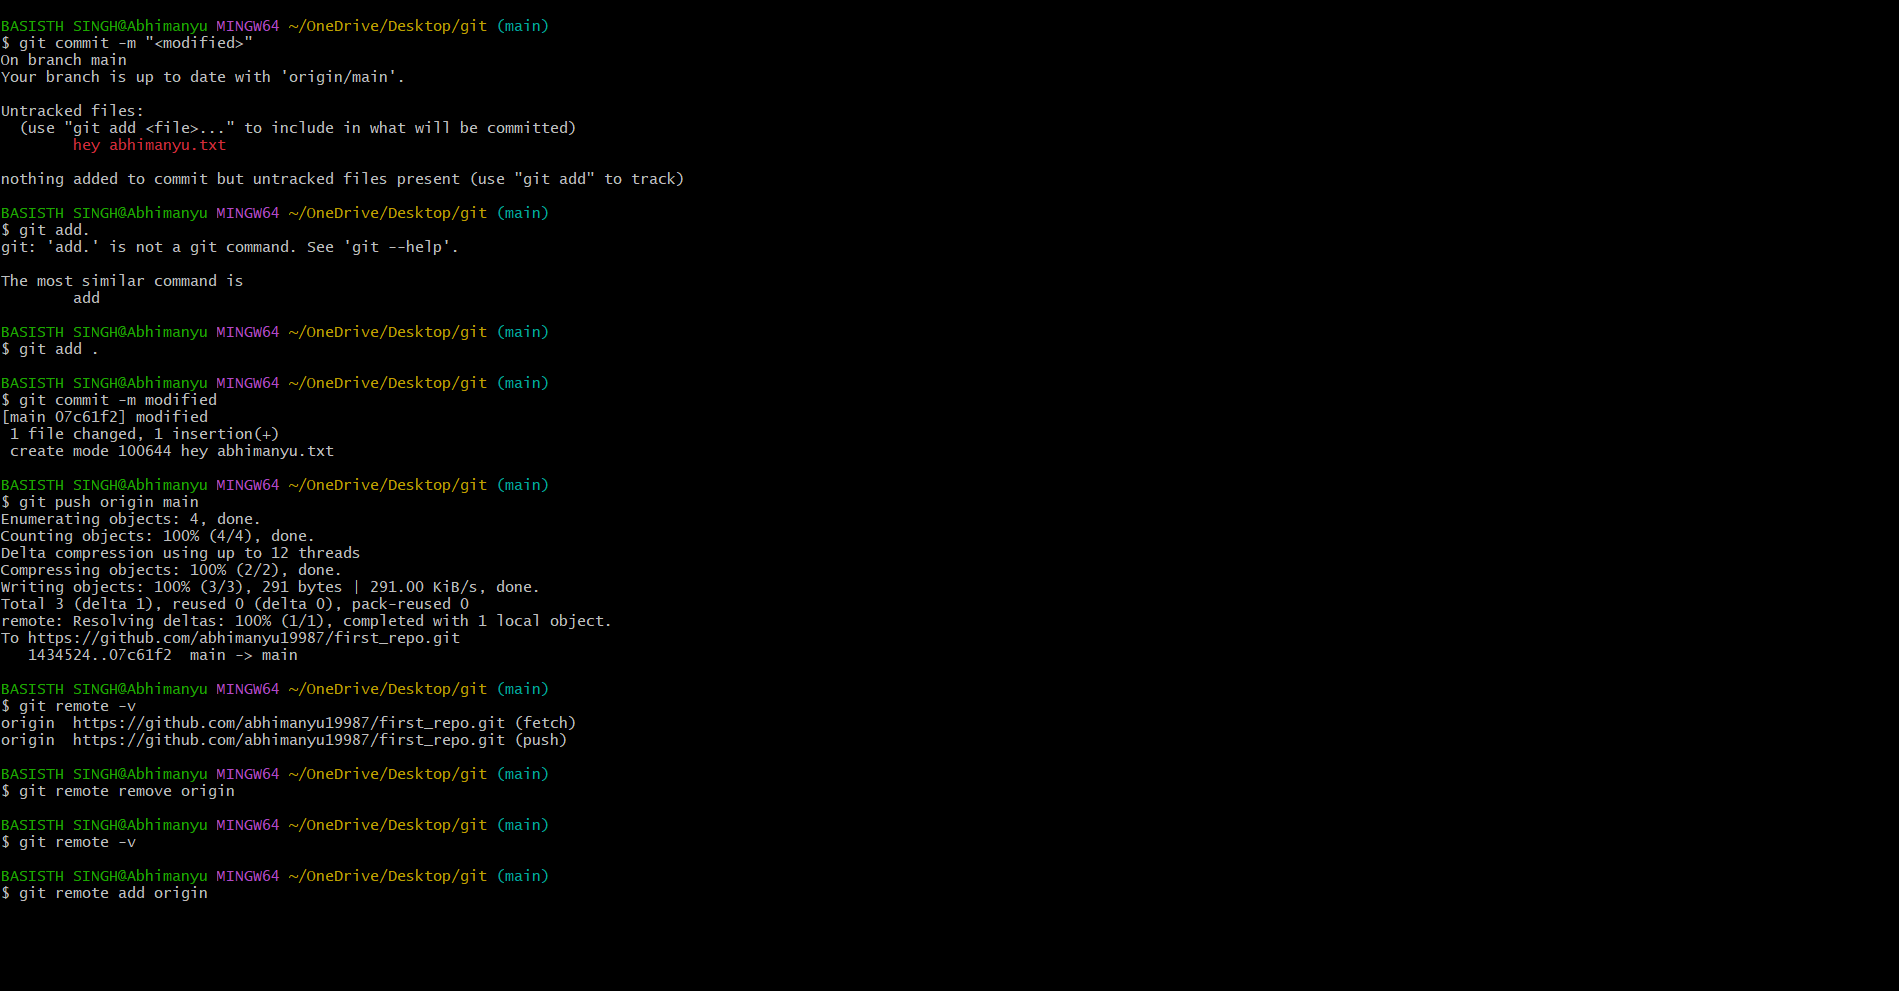 BASISTH SINGH@Abhimanyu MINGW64 ~/OneDrive/Desktop/git (main)
$ git commit -m "<modified>"
On branch main
Your branch is up to date with 'origin/main'.
Untracked files:
  (use "git add <file>..." to include in what will be committed)
        hey abhimanyu.txt
nothing added to commit but untracked files present (use "git add" to track)
BASISTH SINGH@Abhimanyu MINGW64 ~/OneDrive/Desktop/git (main)
$ git add.
git: 'add.' is not a git command. See 'git --help'.
The most similar command is
        add
BASISTH SINGH@Abhimanyu MINGW64 ~/OneDrive/Desktop/git (main)
$ git add .
BASISTH SINGH@Abhimanyu MINGW64 ~/OneDrive/Desktop/git (main)
$ git commit -m modified
[main 07c61f2] modified
 1 file changed, 1 insertion(+)
 create mode 100644 hey abhimanyu.txt
BASISTH SINGH@Abhimanyu MINGW64 ~/OneDrive/Desktop/git (main)
$ git push origin main
Enumerating objects: 4, done.
Counting objects: 100% (4/4), done.
Delta compression using up to 12 threads
Compressing objects: 100% (2/2), done.
Writing objects: 100% (3/3), 291 bytes | 291.00 KiB/s, done.
Total 3 (delta 1), reused 0 (delta 0), pack-reused 0
remote: Resolving deltas: 100% (1/1), completed with 1 local object.
To https://github.com/abhimanyu19987/first_repo.git
   1434524..07c61f2  main -> main
BASISTH SINGH@Abhimanyu MINGW64 ~/OneDrive/Desktop/git (main)
$ git remote -v
origin  https://github.com/abhimanyu19987/first_repo.git (fetch)
origin  https://github.com/abhimanyu19987/first_repo.git (push)
BASISTH SINGH@Abhimanyu MINGW64 ~/OneDrive/Desktop/git (main)
$ git remote remove origin
BASISTH SINGH@Abhimanyu MINGW64 ~/OneDrive/Desktop/git (main)
$ git remote -v
BASISTH SINGH@Abhimanyu MINGW64 ~/OneDrive/Desktop/git (main)
$ git remote add origin